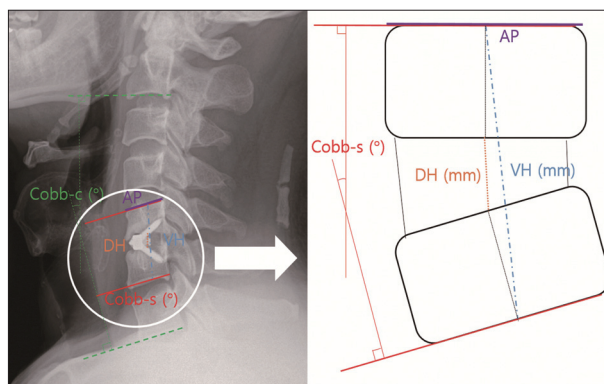 Cobb-c (°)
AP
DH
VH
Cobb-s (°)
AP
Cobb-s (°)
DH (mm)
VH (mm)